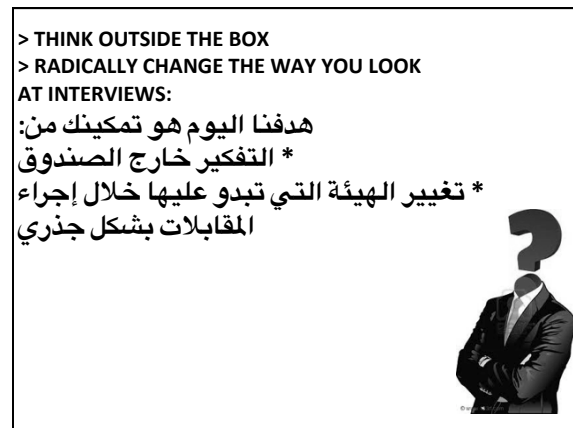 > THINK OUTSIDE THE BOX
> RADICALLY CHANGE THE WAY YOU LOOK
AT INTERVIEWS:
هدفنا اليوم هو تمكينك من:
* التفكير خارج الصندوق
* تغيير الهيئة التي تبدو عليها خلال إجراء
المقابلات بشكل جذري